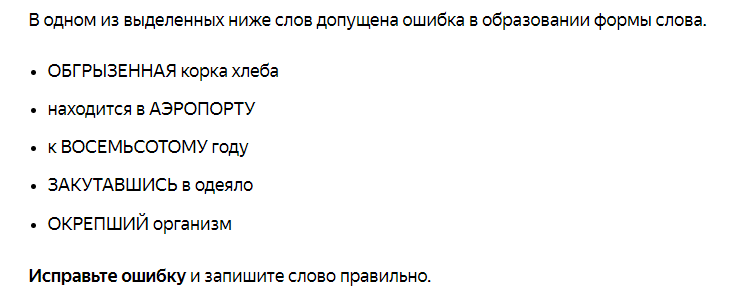 В одном из выделенных ниже слов допущена ошибка в образовании формы слова.
• ОБГРЫЗЕННАЯ корка хлеба
• находится в АЭРОПОРТУ
• к ВОСЕМЬСОТОМУ году
• ЗАКУТАВШИСЬ в одеяло
• ОКРЕПШИЙ организм
Исправьте ошибку и запишите слово правильно.